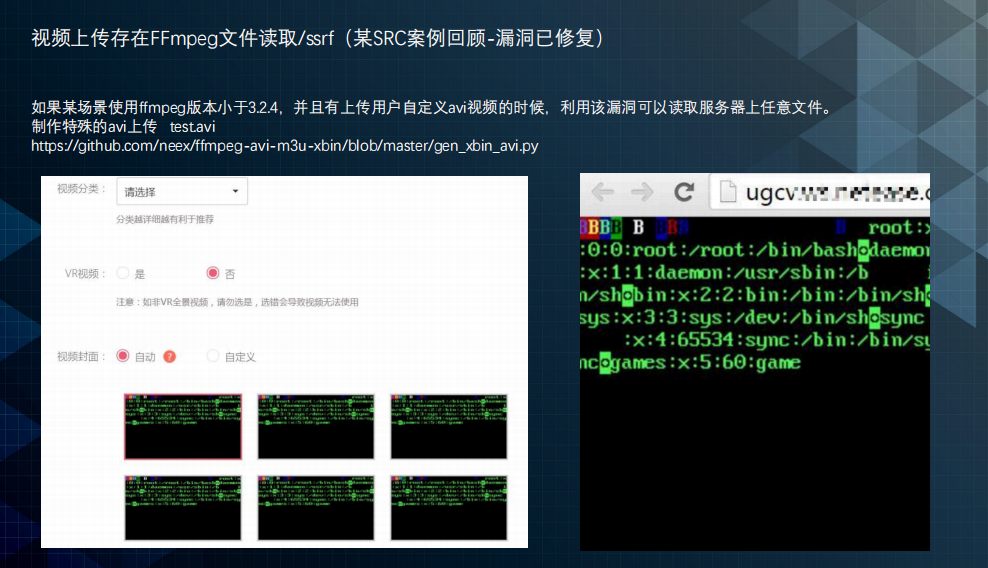 视频上传存在FFmpeg文件读取/ssrf（某SRC案例回顾-漏洞已修复）
如果某场景使用ffmpeg版本小于3.2.4，并且有上传用户自定义avi视频的时候，利用该漏洞可以读取服务器上任意文件。
制作特殊的avi上传 test.avi
https://github.com/neex/ffmpeg-avi-m3u-xbin/blob/master/gen_xbin_avi.py
视频分类： 请选择
分类越详细越有利于推荐
VR视频： 是 否
注意：如非VR全景视频，请勿选是，选错会导致视频无法使用
视频封面： 自动 ? 自定义
ugcv
BBBB B BB B root:x
:0:0:root:/root:/bin/bash daemon
:x:1:1:daemon:/usr/sbin:/b
n/sh bin:x:2:2:bin:/bin:/bin/sh
sys:x:3:3:sys:/dev:/bin/sh sync
:x:4:65534:sync:/bin:/bin/sy
nc games:x:5:60:game